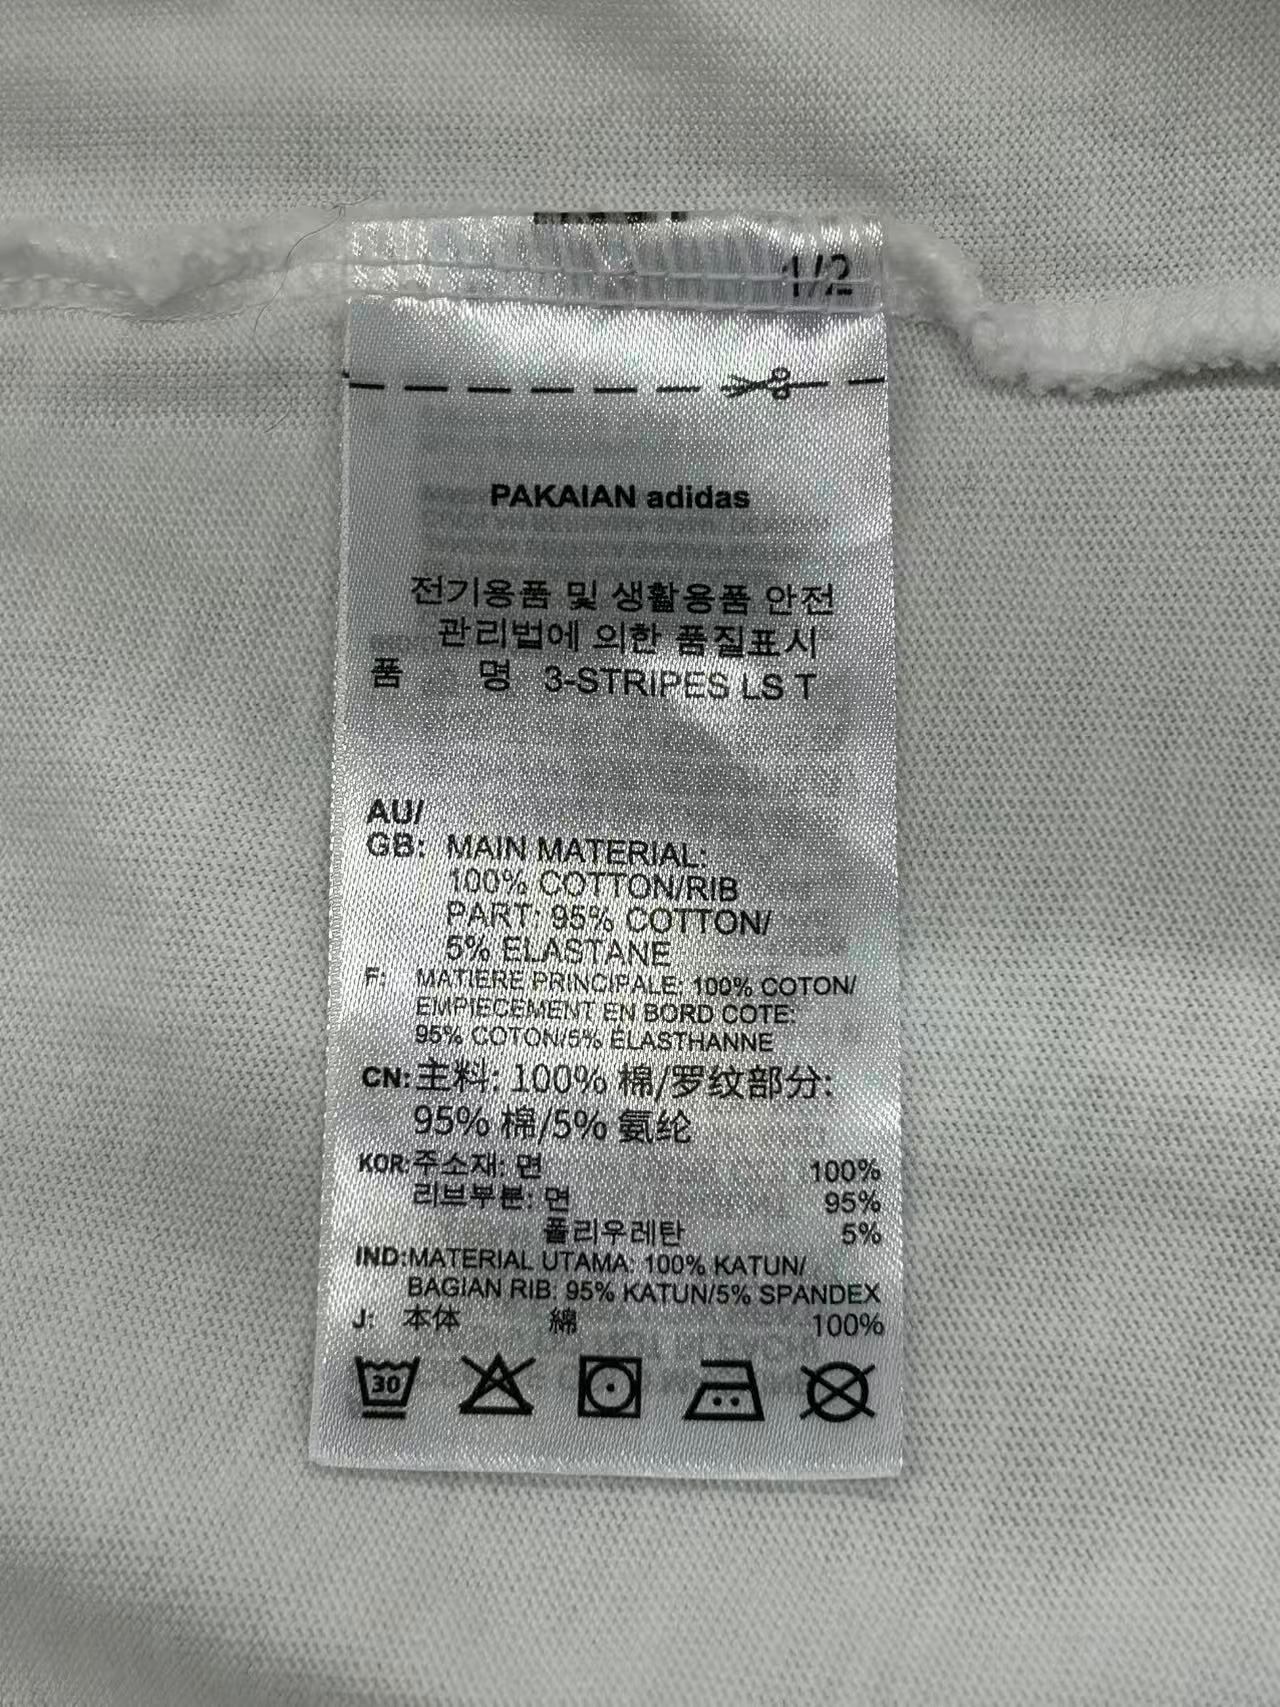 1/2
PAKAIAN adidas
전기용품 및 생활용품 안전
관리법에 의한 품질표시
품 명 3-STRIPES LS T
AU/
GB: MAIN MATERIAL:
100% COTTON/RIB
PART: 95% COTTON/
5% ELASTANE
F: MATIERE PRINCIPALE: 100% COTON/
EMPIECEMENT EN BORD COTE:
95% COTON/5% ELASTHANNE
CN: 主料: 100% 棉/罗纹部分:
95% 棉/5% 氨纶
KOR: 주소재: 면 100%
리브부분: 면 95%
폴리우레탄 5%
IND: MATERIAL UTAMA: 100% KATUN/
BAGIAN RIB: 95% KATUN/5% SPANDEX
J: 本体 綿 100%
30